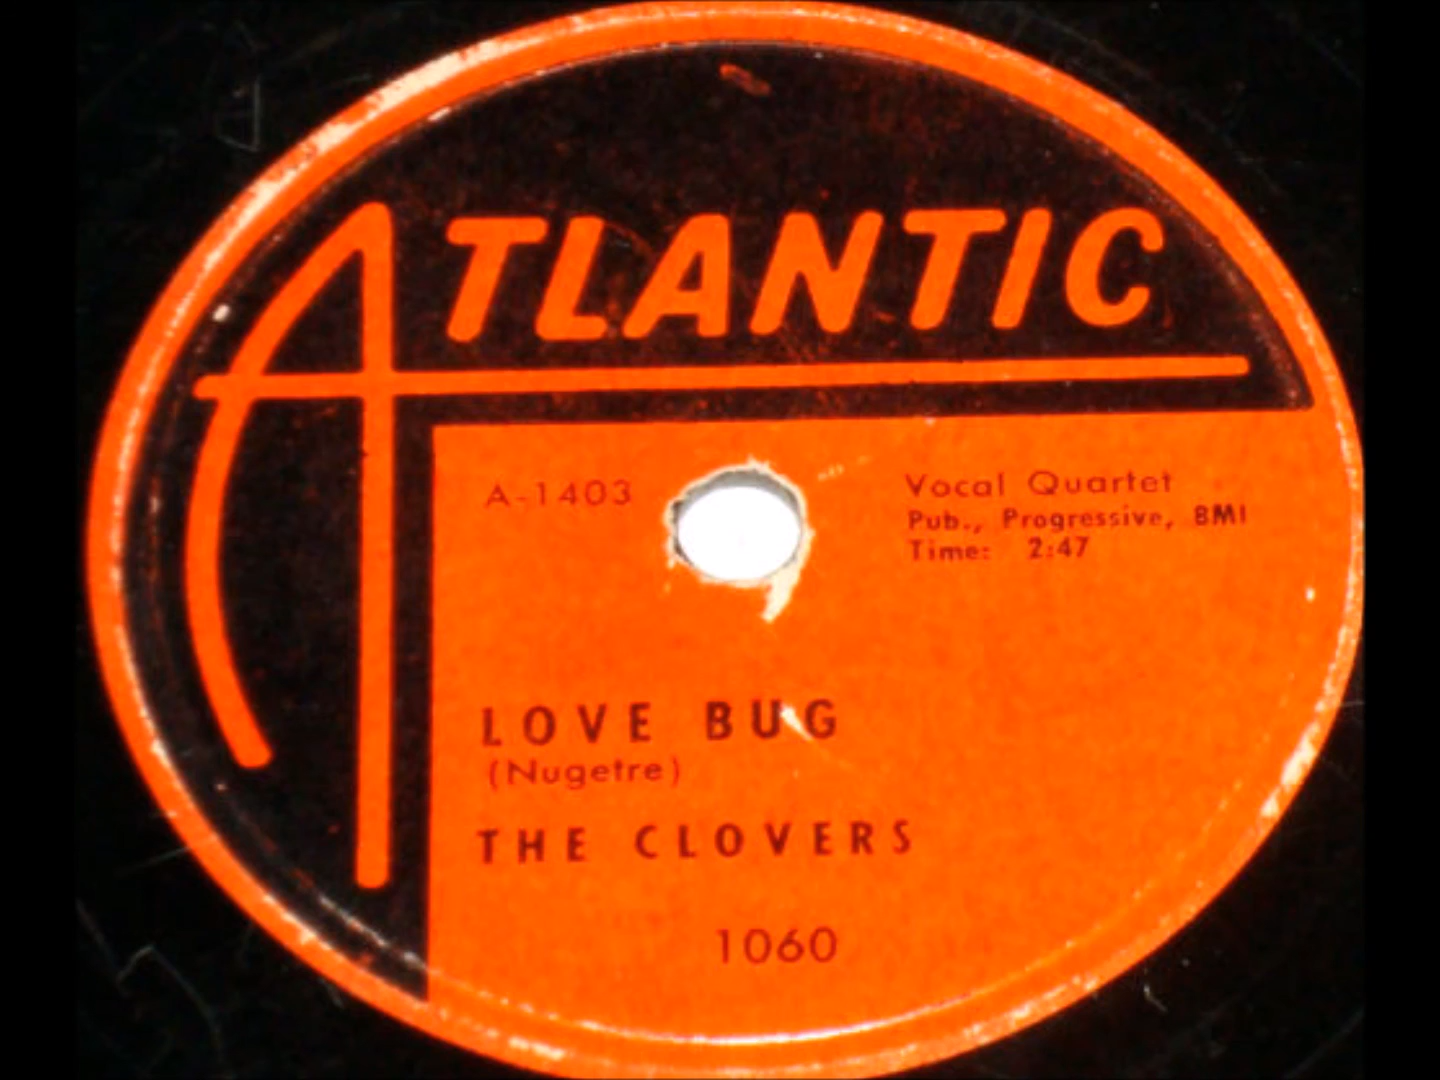 ATLANTIC
A-1403
Vocal Quartet
Pub., Progressive, BMI
Time: 2:47
LOVE BUG
(Nugetre)
THE CLOVERS
1060